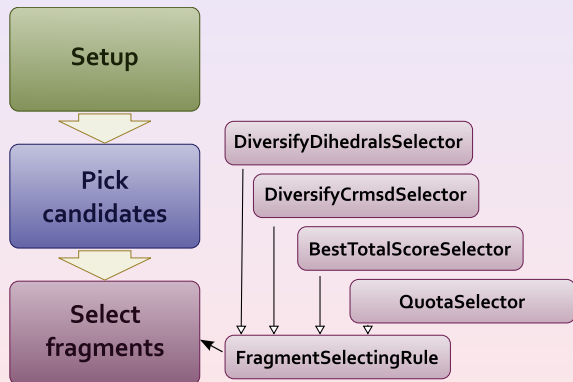 Setup
Pick
candidates
Select
fragments
DiversifyDihedralsSelector
DiversifyCrmsdSelector
BestTotalScoreSelector
QuotaSelector
FragmentSelectingRule